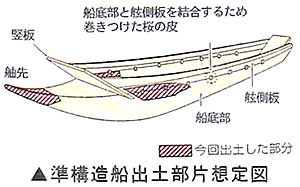 船底部と舷側板を結合するため
巻きつけた桜の皮
竪板
舳先
舷側板
船底部
今回出土した部分
▲準構造船出土部片想定図